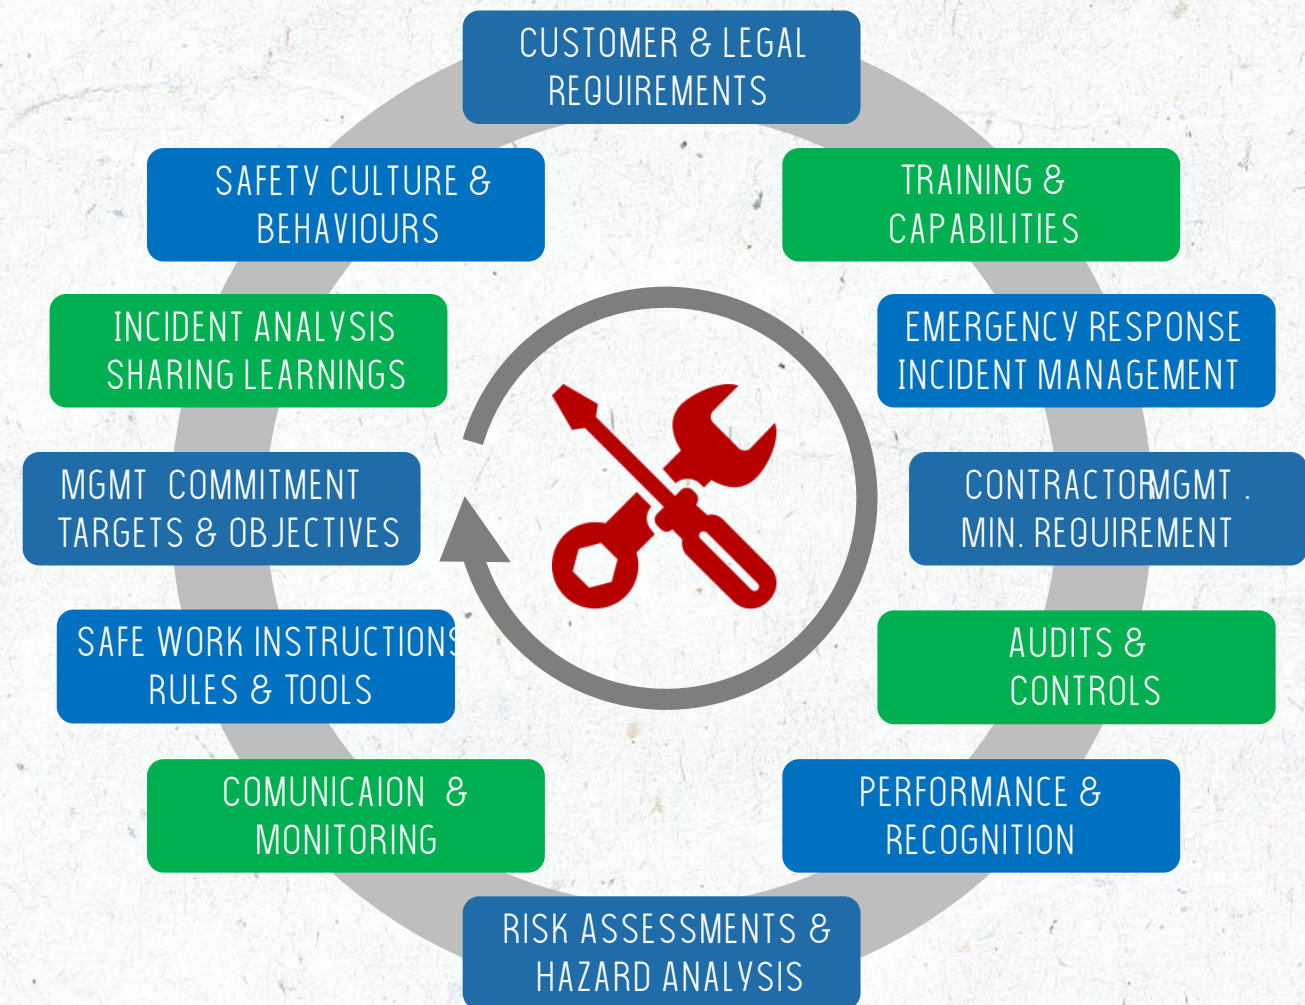 CUSTOMER & LEGAL
REQUIREMENTS
SAFETY CULTURE &
BEHAVIOURS
TRAINING &
CAPABILITIES
INCIDENT ANALYSIS
SHARING LEARNINGS
EMERGENCY RESPONSE
INCIDENT MANAGEMENT
MGMT COMMITMENT
TARGETS & OBJECTIVES
CONTRACTOR MGMT .
MIN. REQUIREMENT
SAFE WORK INSTRUCTIONS
RULES & TOOLS
AUDITS &
CONTROLS
COMUNICAION &
MONITORING
PERFORMANCE &
RECOGNITION
RISK ASSESSMENTS &
HAZARD ANALYSIS